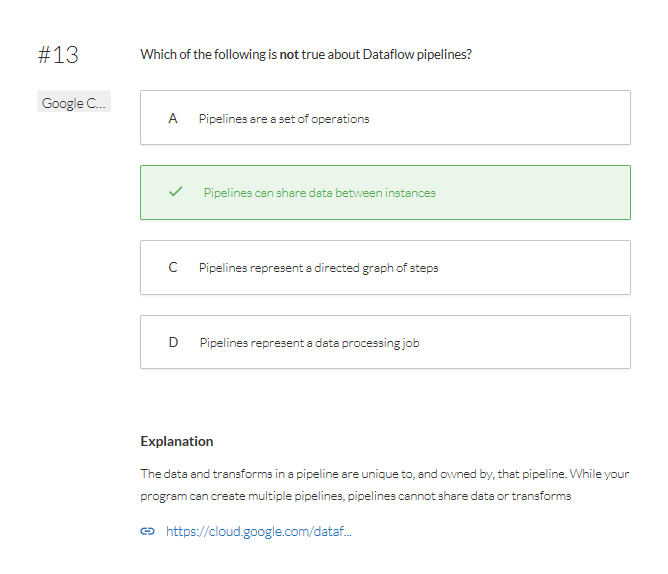 #13
Which of the following is not true about Dataflow pipelines?
Google C...
A Pipelines are a set of operations
Pipelines can share data between instances
C Pipelines represent a directed graph of steps
D Pipelines represent a data processing job
Explanation
The data and transforms in a pipeline are unique to, and owned by, that pipeline. While your
program can create multiple pipelines, pipelines cannot share data or transforms
https://cloud.google.com/dataf...